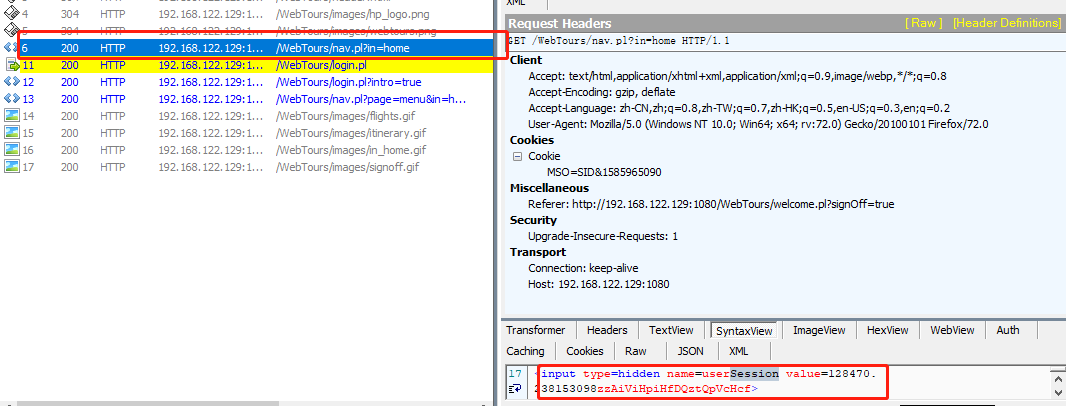 XML
Request Headers [ Raw ] [Header Definitions]
GET /WebTours/nav.pl?in=home HTTP/1.1
4 304 HTTP 192.168.122.129:1... /WebTours/images/hp_logo.png
304 HTTP 192.168.122.129:1... /WebTours/images/webtours.png
6 200 HTTP 192.168.122.129:1... /WebTours/nav.pl?in=home
11 200 HTTP 192.168.122.129:1... /WebTours/login.pl
12 200 HTTP 192.168.122.129:1... /WebTours/login.pl?intro=true
13 200 HTTP 192.168.122.129:1... /WebTours/nav.pl?page=menu&in=h...
14 200 HTTP 192.168.122.129:1... /WebTours/images/flights.gif
15 200 HTTP 192.168.122.129:1... /WebTours/images/itinerary.gif
16 200 HTTP 192.168.122.129:1... /WebTours/images/in_home.gif
17 200 HTTP 192.168.122.129:1... /WebTours/images/signoff.gif
Client
Accept: text/html,application/xhtml+xml,application/xml;q=0.9,image/webp,*/*;q=0.8
Accept-Encoding: gzip, deflate
Accept-Language: zh-CN,zh;q=0.8,zh-TW;q=0.7,zh-HK;q=0.5,en-US;q=0.3,en;q=0.2
User-Agent: Mozilla/5.0 (Windows NT 10.0; Win64; x64; rv:72.0) Gecko/20100101 Firefox/72.0
Cookies
Cookie
MSO=SID&1585965090
Miscellaneous
Referer: http://192.168.122.129:1080/WebTours/welcome.pl?signOff=true
Security
Upgrade-Insecure-Requests: 1
Transport
Connection: keep-alive
Host: 192.168.122.129:1080
Transformer Headers TextView SyntaxView ImageView HexView WebView Auth
Caching Cookies Raw JSON XML
17 <input type=hidden name=userSession value=128470.
238153098zzAiViHpiHfDQztQpVcHcf>